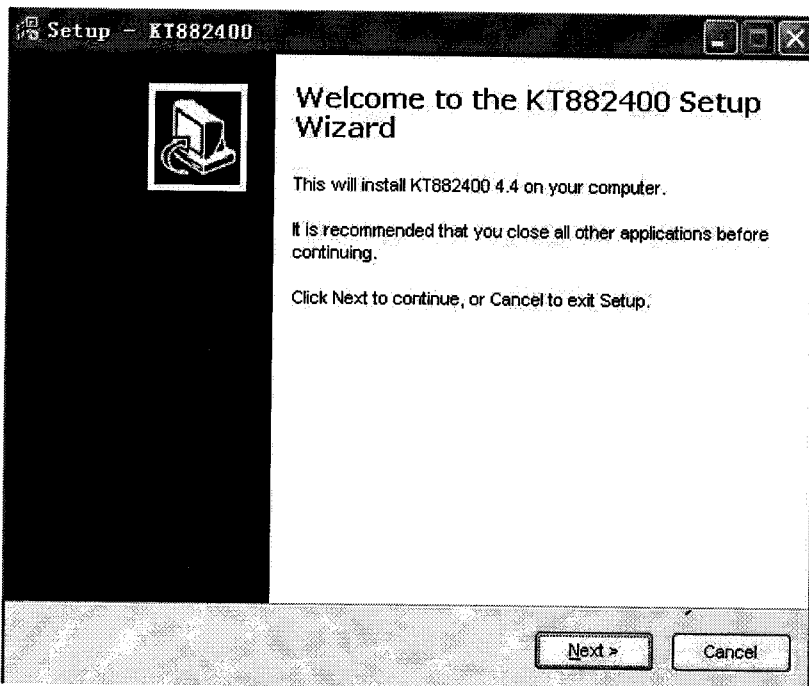 Setup - KT882400
Welcome to the KT882400 Setup
Wizard
This will install KT882400 4.4 on your computer.
It is recommended that you close all other applications before
continuing.
Click Next to continue, or Cancel to exit Setup.
Next >
Cancel